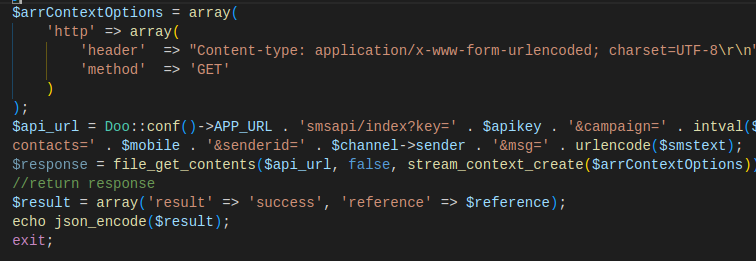 $arrContextOptions = array(
'http' => array(
'header' => "Content-type: application/x-www-form-urlencoded; charset=UTF-8\r\n"
'method' => 'GET'
)
);
$api_url = Doo::conf()->APP_URL . 'smsapi/index?key=' . $apikey . '&campaign=' . intval($
contacts=' . $mobile . '&senderid=' . $channel->sender . '&msg=' . urlencode($smstext);
$response = file_get_contents($api_url, false, stream_context_create($arrContextOptions))
//return response
$result = array('result' => 'success', 'reference' => $reference);
echo json_encode($result);
exit;